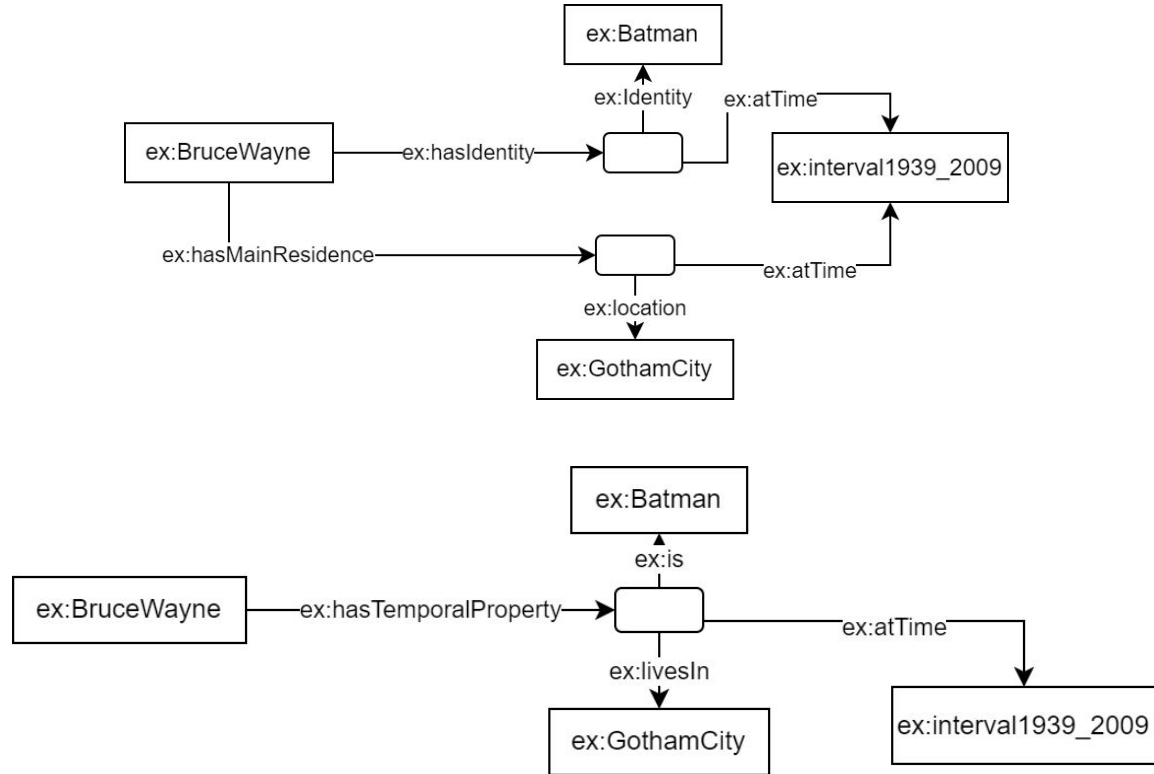 ex:Batman
ex:Identity
ex:atTime
ex:BruceWayne
ex:hasIdentity
ex:interval1939_2009
ex:hasMainResidence
ex:atTime
ex:location
ex:GothamCity
ex:Batman
ex:is
ex:BruceWayne
ex:hasTemporalProperty
ex:atTime
ex:livesIn
ex:interval1939_2009
ex:GothamCity